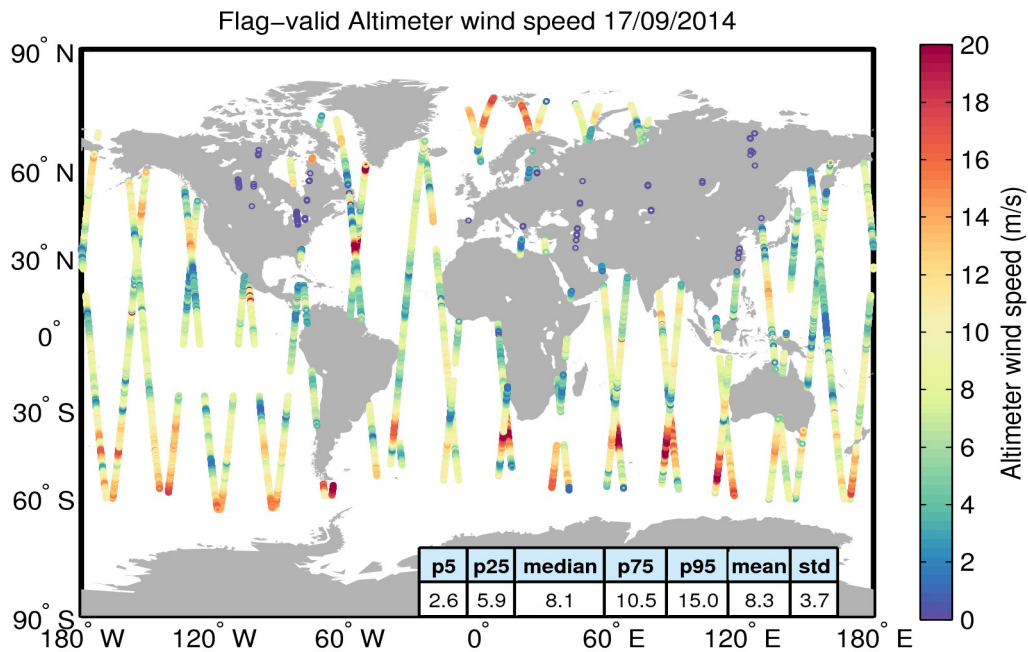 Flag−valid Altimeter wind speed 17/09/2014
90° N
60° N
30° N
0°
30° S
60° S
90° S
180° W
120° W
60° W
0°
60° E
120° E
180° E
p5 p25 median p75 p95 mean std
2.6 5.9 8.1 10.5 15.0 8.3 3.7
20
18
16
14
12
10
8
6
4
2
0
Altimeter wind speed (m/s)